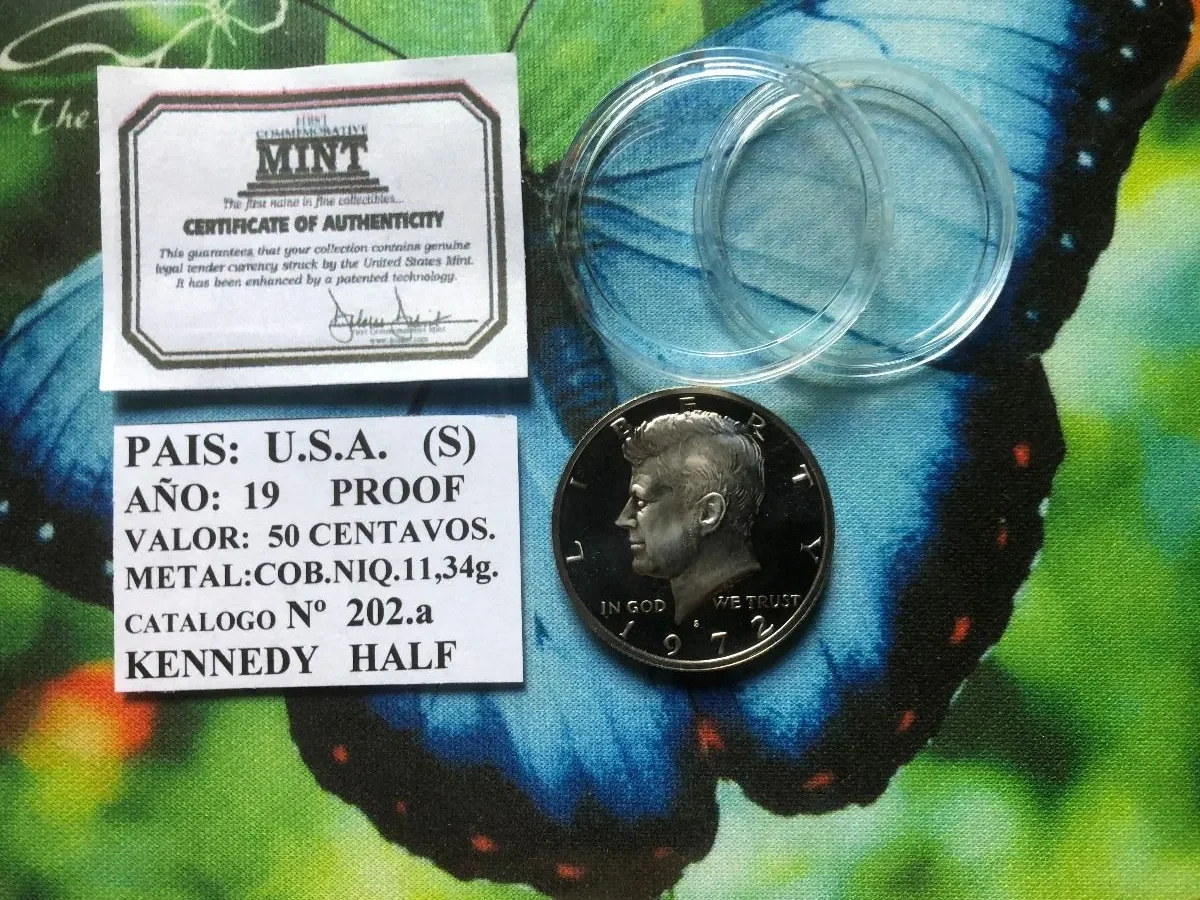 The
FIRST
COMMEMORATIVE
MINT
The first name in fine collectibles...
CERTIFICATE OF AUTHENTICITY
This guarantees that your collection contains genuine
legal tender currency struck by the United States Mint.
It has been enhanced by a patented technology.
First Commemorative Mint
PAIS: U.S.A. (S)
AÑO: 19 PROOF
VALOR: 50 CENTAVOS.
METAL:COB.NIQ.11,34g.
CATALOGO Nº 202.a
KENNEDY HALF
LIBERTY
IN GOD WE TRUST
S
1972